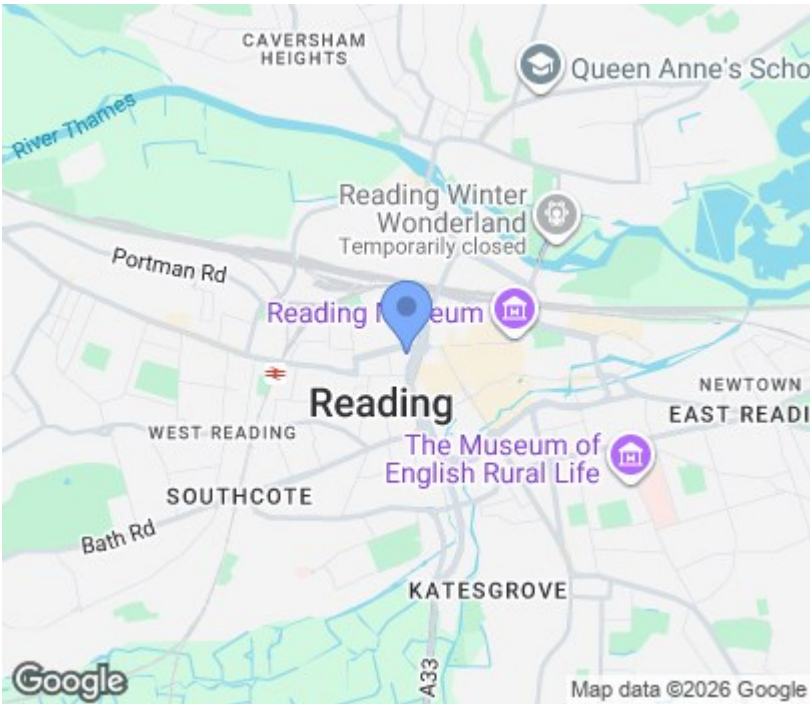 CAVERSHAM
HEIGHTS
Queen Anne's Scho
River Thames
Reading Winter
Wonderland
Temporarily closed
Portman Rd
Reading M eum
Reading
NEWTOWN
EAST READI
WEST READING
The Museum of
English Rural Life
SOUTHCOTE
Bath Rd
KATESGROVE
A33
Google
Map data ©2026 Google